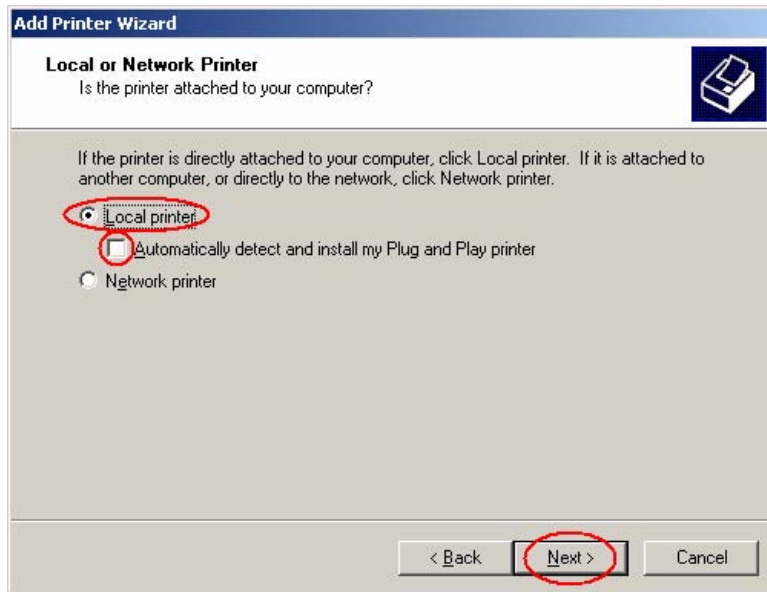 Add Printer Wizard
Local or Network Printer
Is the printer attached to your computer?
If the printer is directly attached to your computer, click Local printer. If it is attached to
another computer, or directly to the network, click Network printer.
Local printer
Automatically detect and install my Plug and Play printer
Network printer
< Back Next > Cancel